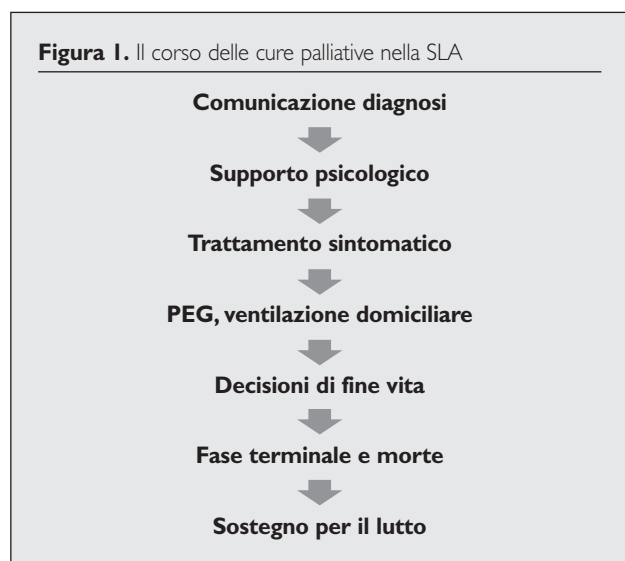 Figura 1. Il corso delle cure palliative nella SLA
Comunicazione diagnosi
Supporto psicologico
Trattamento sintomatico
PEG, ventilazione domiciliare
Decisioni di fine vita
Fase terminale e morte
Sostegno per il lutto